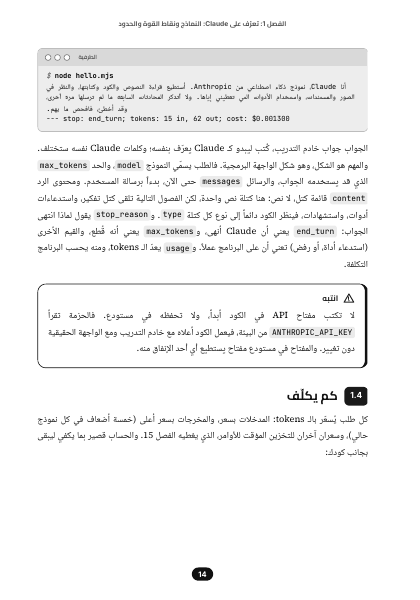 الفصل 1: تعرّف على Claude: النماذج ونقاط القوة والحدود
الطرفية
$ node hello.mjs
أنا Claude، نموذج ذكاء اصطناعي من Anthropic. أستطيع قراءة النصوص والكود وكتابتها، والنظر في
الصور والمستندات، واستخدام الأدوات التي تعطيني إياها. ولا أتذكر المحادثات السابقة ما لم ترسلها مرة أخرى،
وقد أخطئ، فافحص ما يهم.
--- stop: end_turn; tokens: 15 in, 62 out; cost: $0.001300
الجواب جواب خادم التدريب، كُتب ليبدو كـ Claude يعرّف بنفسه؛ وكلمات Claude نفسه ستختلف.
والمهم هو الشكل، وهو شكل الواجهة البرمجية. فالطلب يسمّي النموذج model، والحد max_tokens
الذي قد يستخدمه الجواب، والرسائل messages حتى الآن، بدءاً برسالة المستخدم. ومحتوى الرد
content قائمة كتل، لا نص: هنا كتلة نص واحدة، لكن الفصول التالية تلقى كتل تفكير، واستدعاءات
أدوات، واستشهادات، فينظر الكود دائماً إلى نوع كل كتلة type. و stop_reason يقول لماذا انتهى
الجواب: end_turn يعني أن Claude أنهى، و max_tokens يعني أنه قُطع، والقيم الأخرى
(استدعاء أداة، أو رفض) تعني أن على البرنامج عملاً. و usage يعدّ الـ tokens، ومنه يحسب البرنامج
التكلفة.
انتبه
لا تكتب مفتاح API في الكود أبداً، ولا تحفظه في مستودع. فالحزمة تقرأ
ANTHROPIC_API_KEY من البيئة، فيعمل الكود أعلاه مع خادم التدريب ومع الواجهة الحقيقية
دون تغيير. والمفتاح في مستودع مفتاح يستطيع أي أحد الإنفاق منه.
1.4 كم يكلّف
كل طلب يُسعّر بالـ tokens: المدخلات بسعر، والمخرجات بسعر أعلى (خمسة أضعاف في كل نموذج
حالي)، وسعران آخران للتخزين المؤقت للأوامر، الذي يغطيه الفصل 15. والحساب قصير بما يكفي ليبقى
بجانب كودك:
14